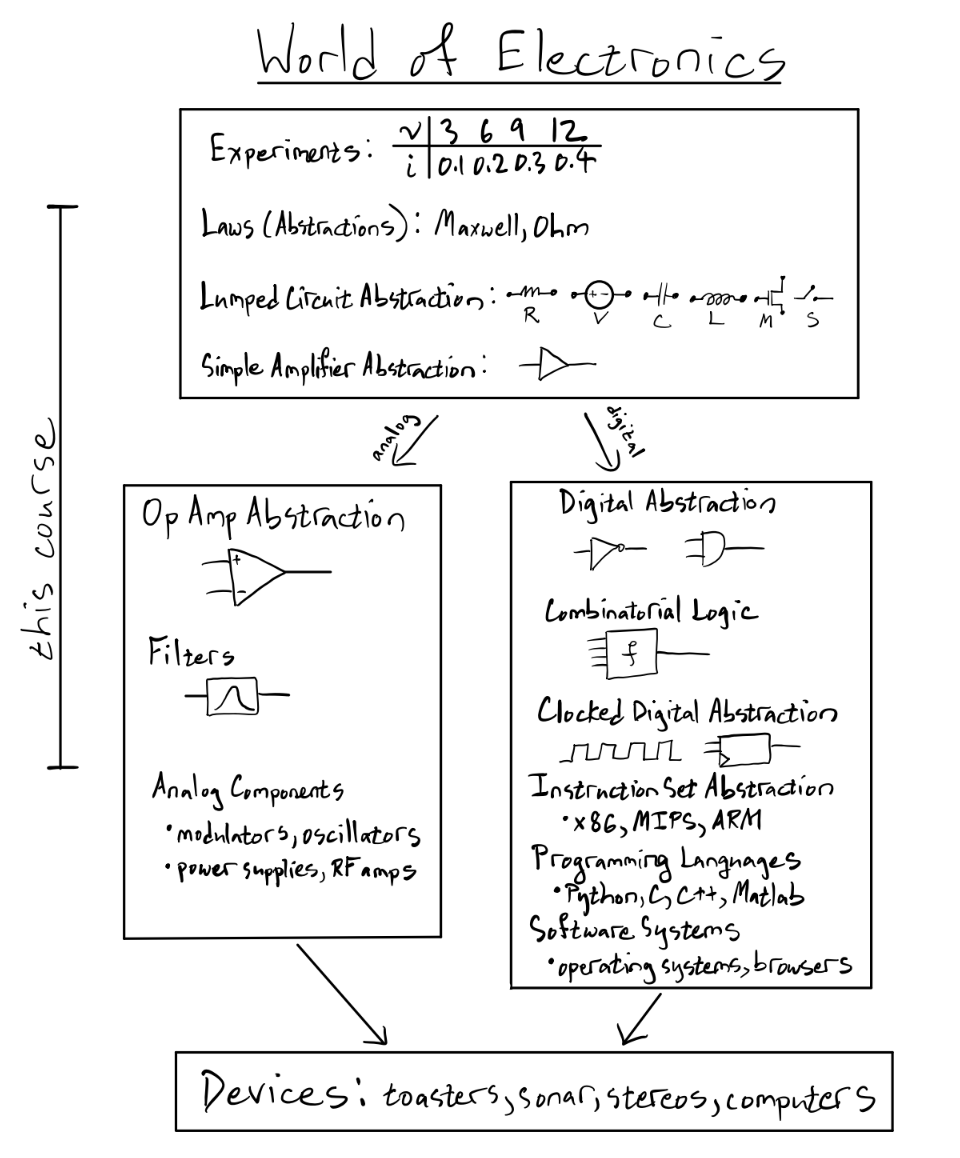 World of Electronics
Experiments: v 3 6 9 12
i 0.1 0.2 0.3 0.4
Laws (Abstractions): Maxwell, Ohm
Lumped Circuit Abstraction: + -
R V C L M S
Simple Amplifier Abstraction:
analog
digital
this course
Op Amp Abstraction
+
-
Filters
Analog Components
•modulators, oscillators
•power supplies, RF amps
Digital Abstraction
Combinatorial Logic
f
Clocked Digital Abstraction
Instruction Set Abstraction
•x86, MIPS, ARM
Programming Languages
•Python, C, C++, Matlab
Software Systems
•operating systems, browsers
Devices: toasters, sonar, stereos, computers